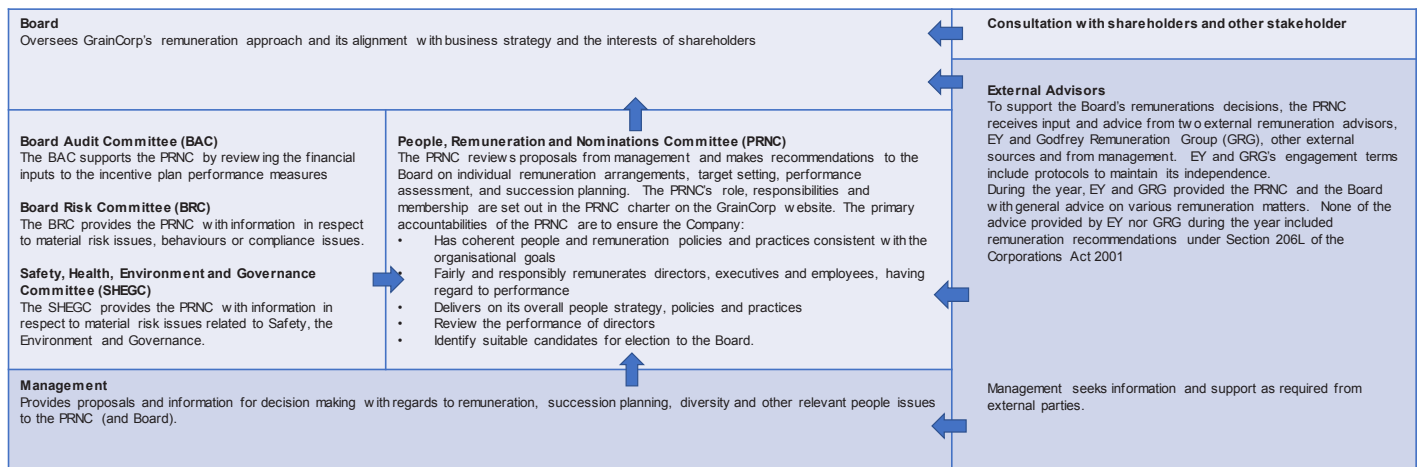 Board
Oversees GrainCorp's remuneration approach and its alignment with business strategy and the interests of shareholders
Consultation with shareholders and other stakeholder
Board Audit Committee (BAC)
The BAC supports the PRNC by reviewing the financial
inputs to the incentive plan performance measures
Board Risk Committee (BRC)
The BRC provides the PRNC with information in respect
to material risk issues, behaviours or compliance issues.
Safety, Health, Environment and Governance
Committee (SHEGC)
The SHEGC provides the PRNC with information in
respect to material risk issues related to Safety, the
Environment and Governance.
People, Remuneration and Nominations Committee (PRNC)
The PRNC reviews proposals from management and makes recommendations to the
Board on individual remuneration arrangements, target setting, performance
assessment, and succession planning. The PRNC's role, responsibilities and
membership are set out in the PRNC charter on the GrainCorp website. The primary
accountabilities of the PRNC are to ensure the Company:
• Has coherent people and remuneration policies and practices consistent with the
organisational goals
• Fairly and responsibly remunerates directors, executives and employees, having
regard to performance
• Delivers on its overall people strategy, policies and practices
• Review the performance of directors
• Identify suitable candidates for election to the Board.
External Advisors
To support the Board's remunerations decisions, the PRNC
receives input and advice from two external remuneration advisors,
EY and Godfrey Remuneration Group (GRG), other external
sources and from management. EY and GRG's engagement terms
include protocols to maintain its independence.
During the year, EY and GRG provided the PRNC and the Board
with general advice on various remuneration matters. None of the
advice provided by EY nor GRG during the year included
remuneration recommendations under Section 206L of the
Corporations Act 2001
Management
Provides proposals and information for decision making with regards to remuneration, succession planning, diversity and other relevant people issues
to the PRNC (and Board).
Management seeks information and support as required from
external parties.